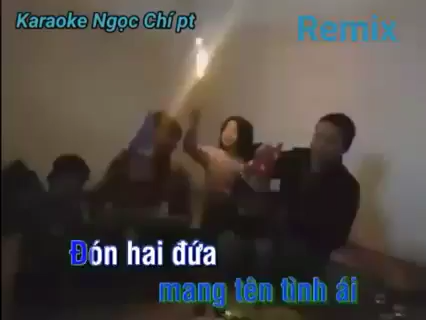 Karaoke Ngọc Chí pt
Remix
Đón hai đứa
mang tên tình ái